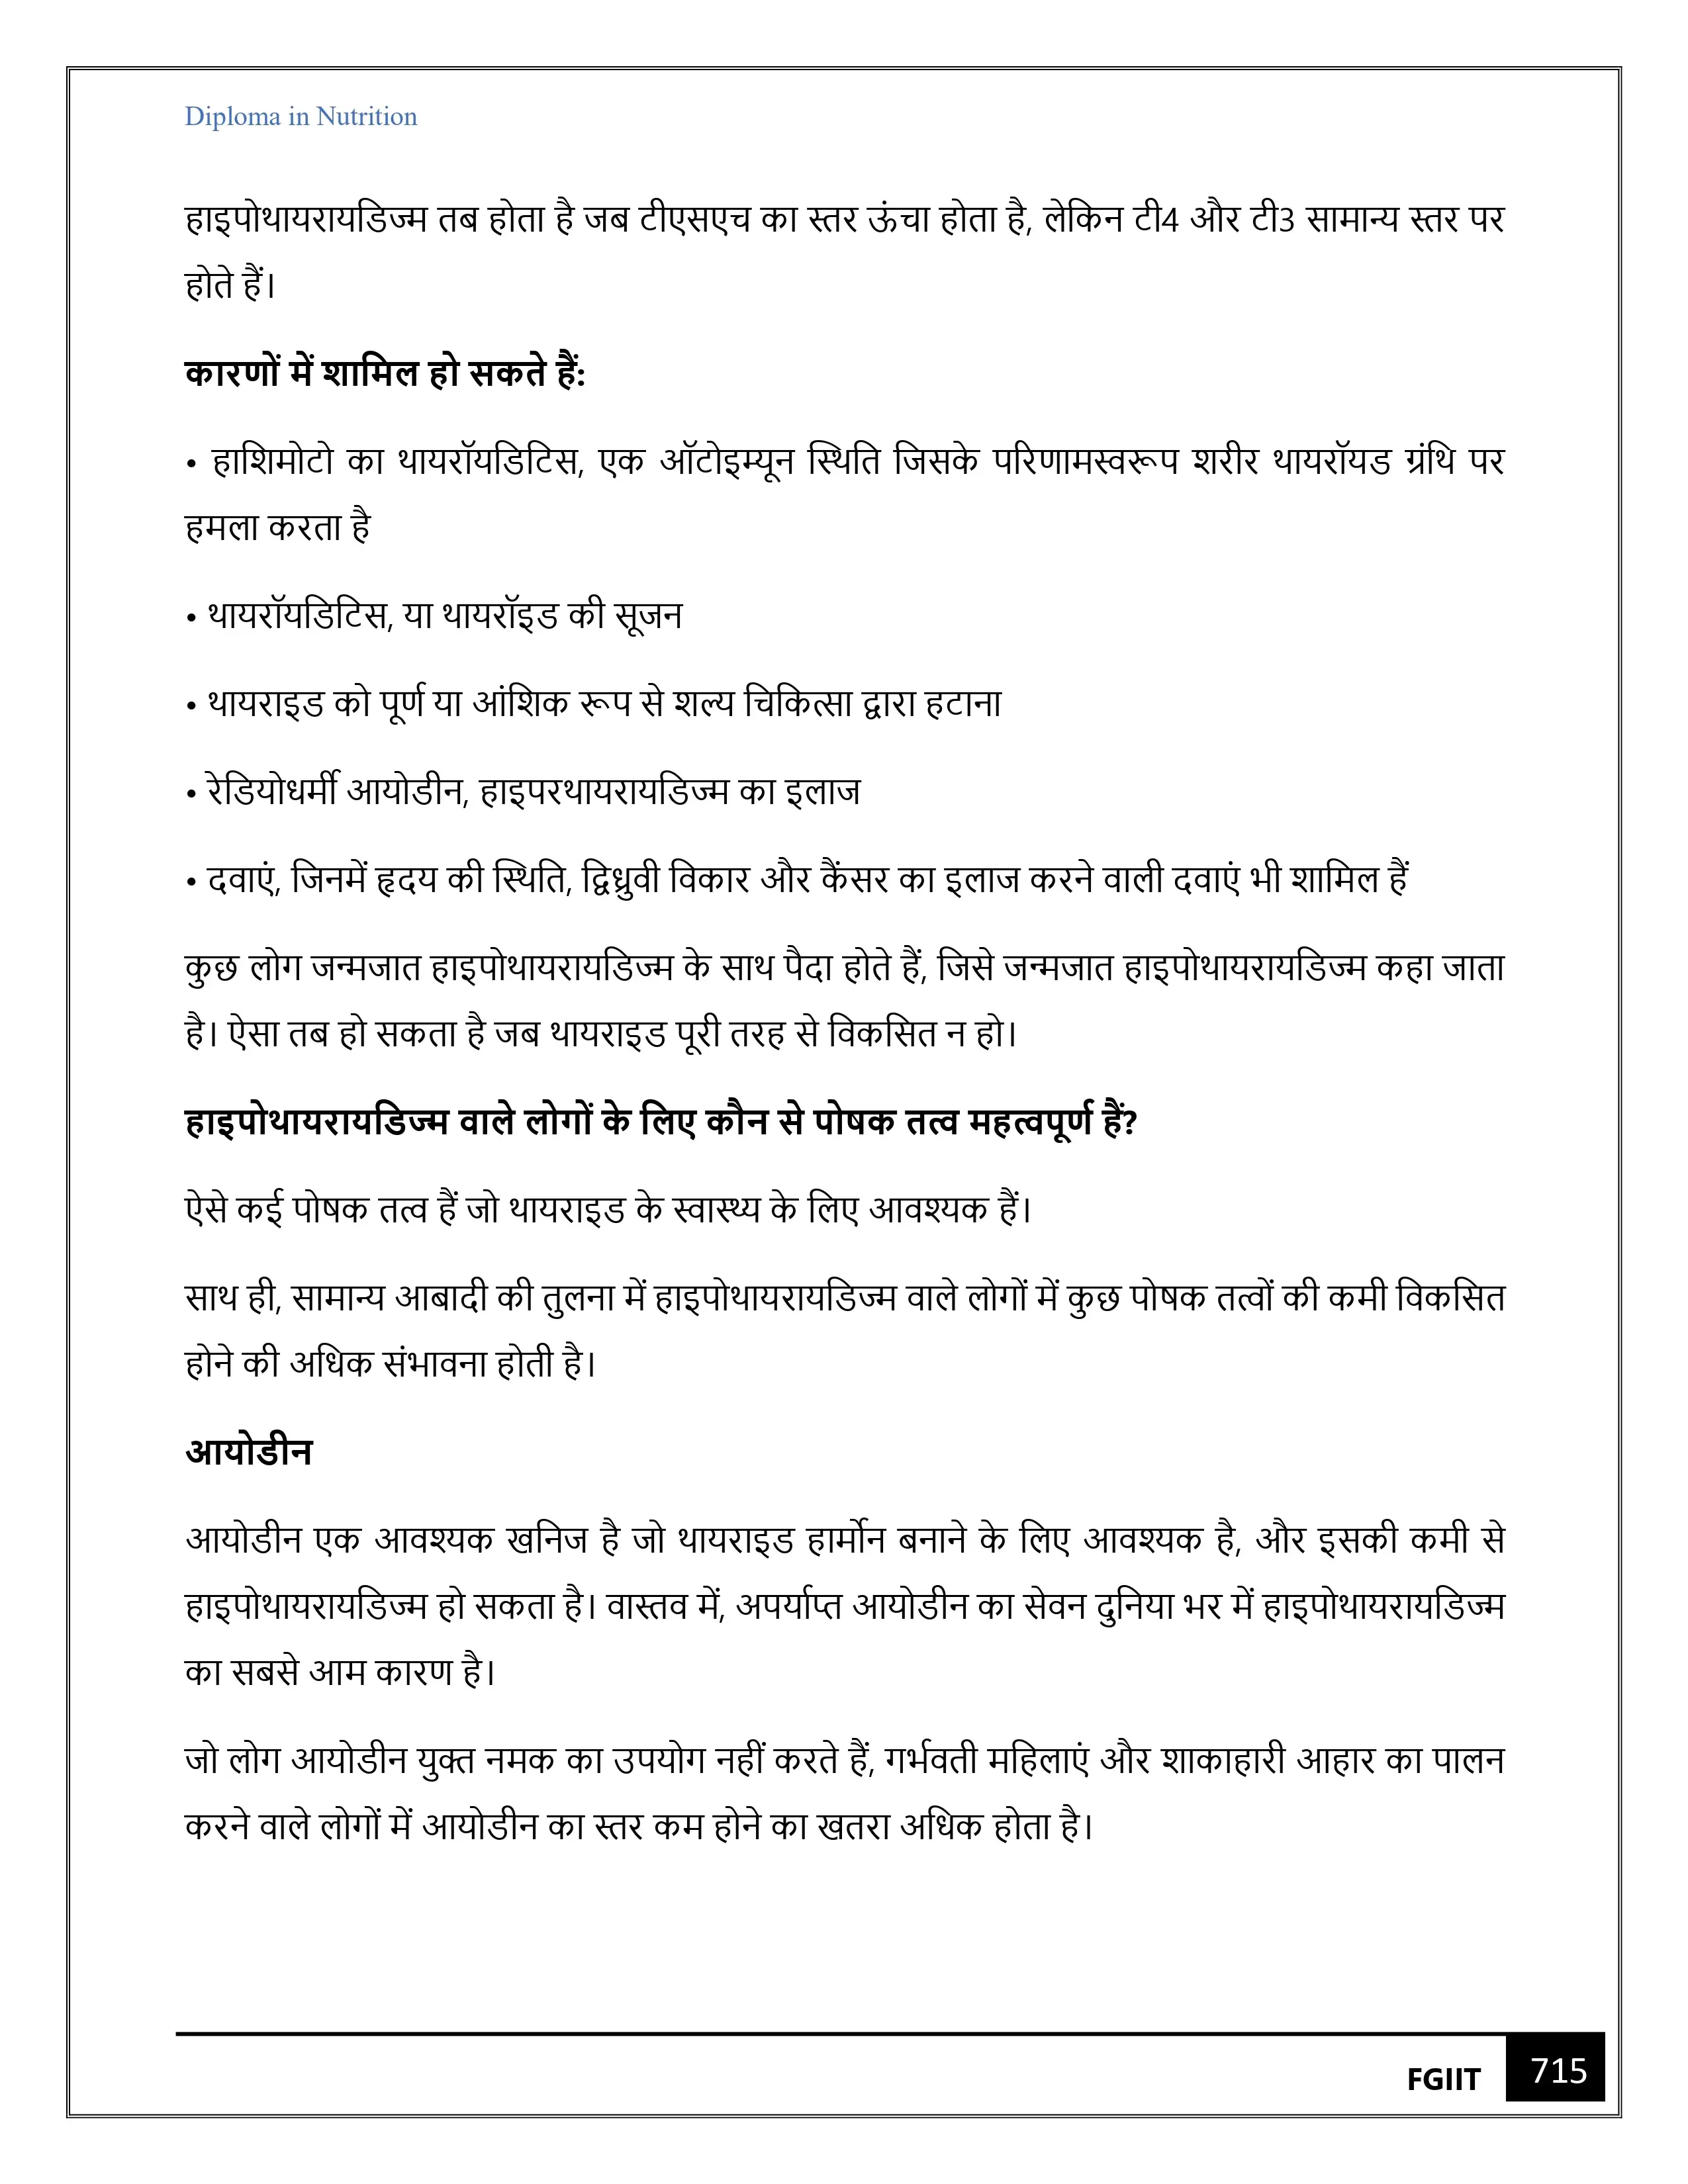 Diploma in Nutrition
हाइपोथायरायडिज्म तब होता है जब टीएसएच का स्तर ऊंचा होता है, लेकिन टी4 और टी3 सामान्य स्तर पर
होते हैं।
कारणों में शामिल हो सकते हैं:
• हाशिमोटो का थायरॉयडिटिस, एक ऑटोइम्यून स्थिति जिसके परिणामस्वरूप शरीर थायरॉयड ग्रंथि पर
हमला करता है
• थायरॉयडिटिस, या थायरॉइड की सूजन
• थायराइड को पूर्ण या आंशिक रूप से शल्य चिकित्सा द्वारा हटाना
• रेडियोधर्मी आयोडीन, हाइपरथायरायडिज्म का इलाज
• दवाएं, जिनमें हृदय की स्थिति, द्विध्रुवी विकार और कैंसर का इलाज करने वाली दवाएं भी शामिल हैं
कुछ लोग जन्मजात हाइपोथायरायडिज्म के साथ पैदा होते हैं, जिसे जन्मजात हाइपोथायरायडिज्म कहा जाता
है। ऐसा तब हो सकता है जब थायराइड पूरी तरह से विकसित न हो।
हाइपोथायरायडिज्म वाले लोगों के लिए कौन से पोषक तत्व महत्वपूर्ण हैं?
ऐसे कई पोषक तत्व हैं जो थायराइड के स्वास्थ्य के लिए आवश्यक हैं।
साथ ही, सामान्य आबादी की तुलना में हाइपोथायरायडिज्म वाले लोगों में कुछ पोषक तत्वों की कमी विकसित
होने की अधिक संभावना होती है।
आयोडीन
आयोडीन एक आवश्यक खनिज है जो थायराइड हार्मोन बनाने के लिए आवश्यक है, और इसकी कमी से
हाइपोथायरायडिज्म हो सकता है। वास्तव में, अपर्याप्त आयोडीन का सेवन दुनिया भर में हाइपोथायरायडिज्म
का सबसे आम कारण है।
जो लोग आयोडीन युक्त नमक का उपयोग नहीं करते हैं, गर्भवती महिलाएं और शाकाहारी आहार का पालन
करने वाले लोगों में आयोडीन का स्तर कम होने का खतरा अधिक होता है।
FGIIT 715